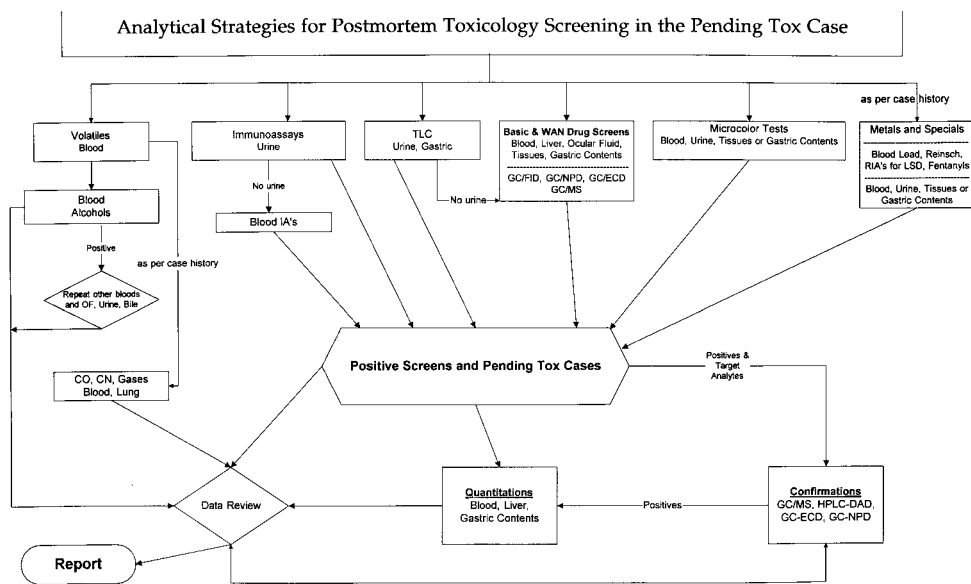 Analytical Strategies for Postmortem Toxicology Screening in the Pending Tox Case
as per case history
Volatiles
Blood
Immunoassays
Urine
TLC
Urine, Gastric
Basic & WAN Drug Screens
Blood, Liver, Ocular Fluid,
Tissues, Gastric Contents
GC/FID, GC/NPD, GC/ECD
GC/MS
Microcolor Tests
Blood, Urine, Tissues or Gastric Contents
Metals and Specials
Blood Lead, Reinsch,
RIA's for LSD, Fentanyls
Blood, Urine, Tissues or
Gastric Contents
No urine
No urine
Blood
Alcohols
Blood IA's
Positive
as per case history
Repeat other bloods
and OF, Urine, Bile
Positive Screens and Pending Tox Cases
Positives &
Target
Analytes
CO, CN, Gases
Blood, Lung
Data Review
Quantitations
Blood, Liver,
Gastric Contents
Positives
Confirmations
GC/MS, HPLC-DAD,
GC-ECD, GC-NPD
Report